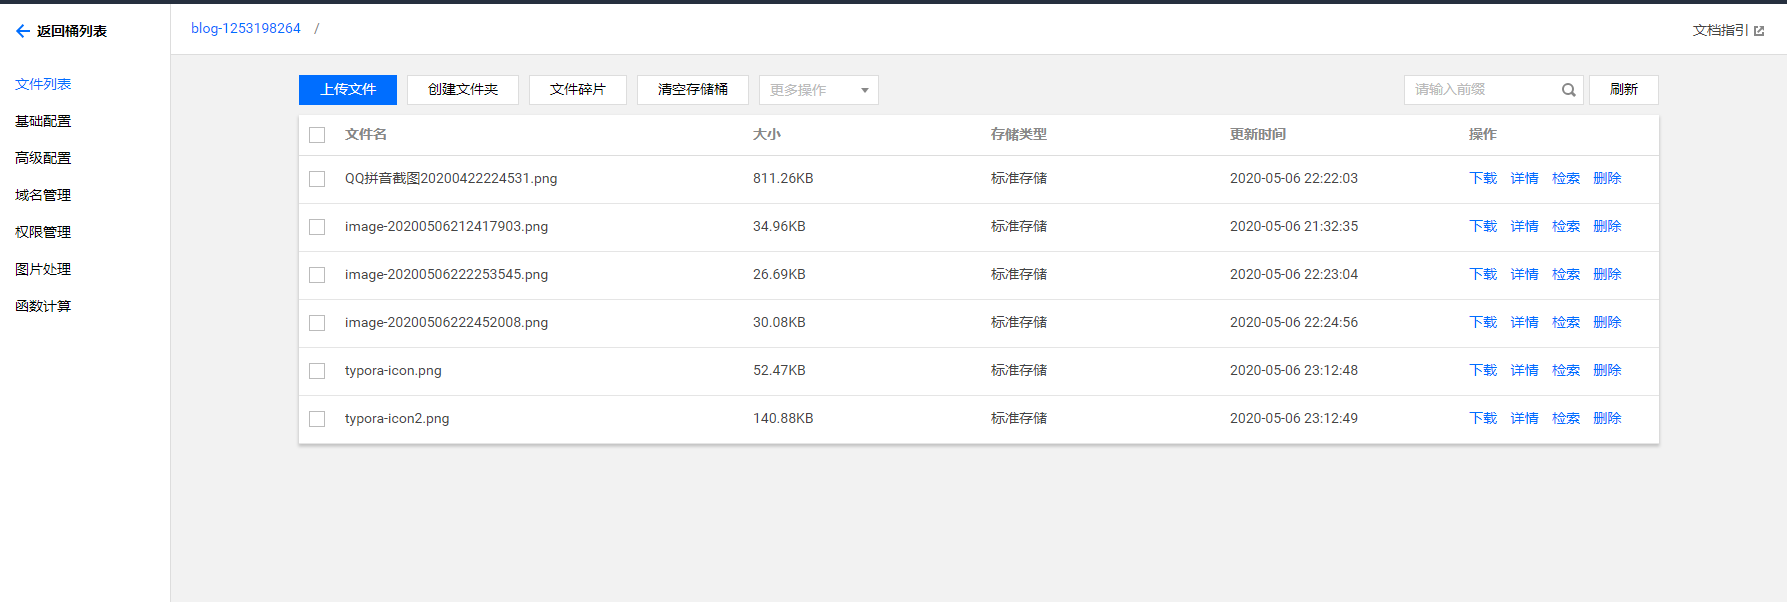 返回桶列表
blog-1253198264 /
文档指引
文件列表
基础配置
高级配置
域名管理
权限管理
图片处理
函数计算
上传文件 创建文件夹 文件碎片 清空存储桶 更多操作 请输入前缀 刷新
文件名 大小 存储类型 更新时间 操作
QQ拼音截图20200422224531.png 811.26KB 标准存储 2020-05-06 22:22:03 下载 详情 检索 删除
image-20200506212417903.png 34.96KB 标准存储 2020-05-06 21:32:35 下载 详情 检索 删除
image-20200506222253545.png 26.69KB 标准存储 2020-05-06 22:23:04 下载 详情 检索 删除
image-20200506222452008.png 30.08KB 标准存储 2020-05-06 22:24:56 下载 详情 检索 删除
typora-icon.png 52.47KB 标准存储 2020-05-06 23:12:48 下载 详情 检索 删除
typora-icon2.png 140.88KB 标准存储 2020-05-06 23:12:49 下载 详情 检索 删除